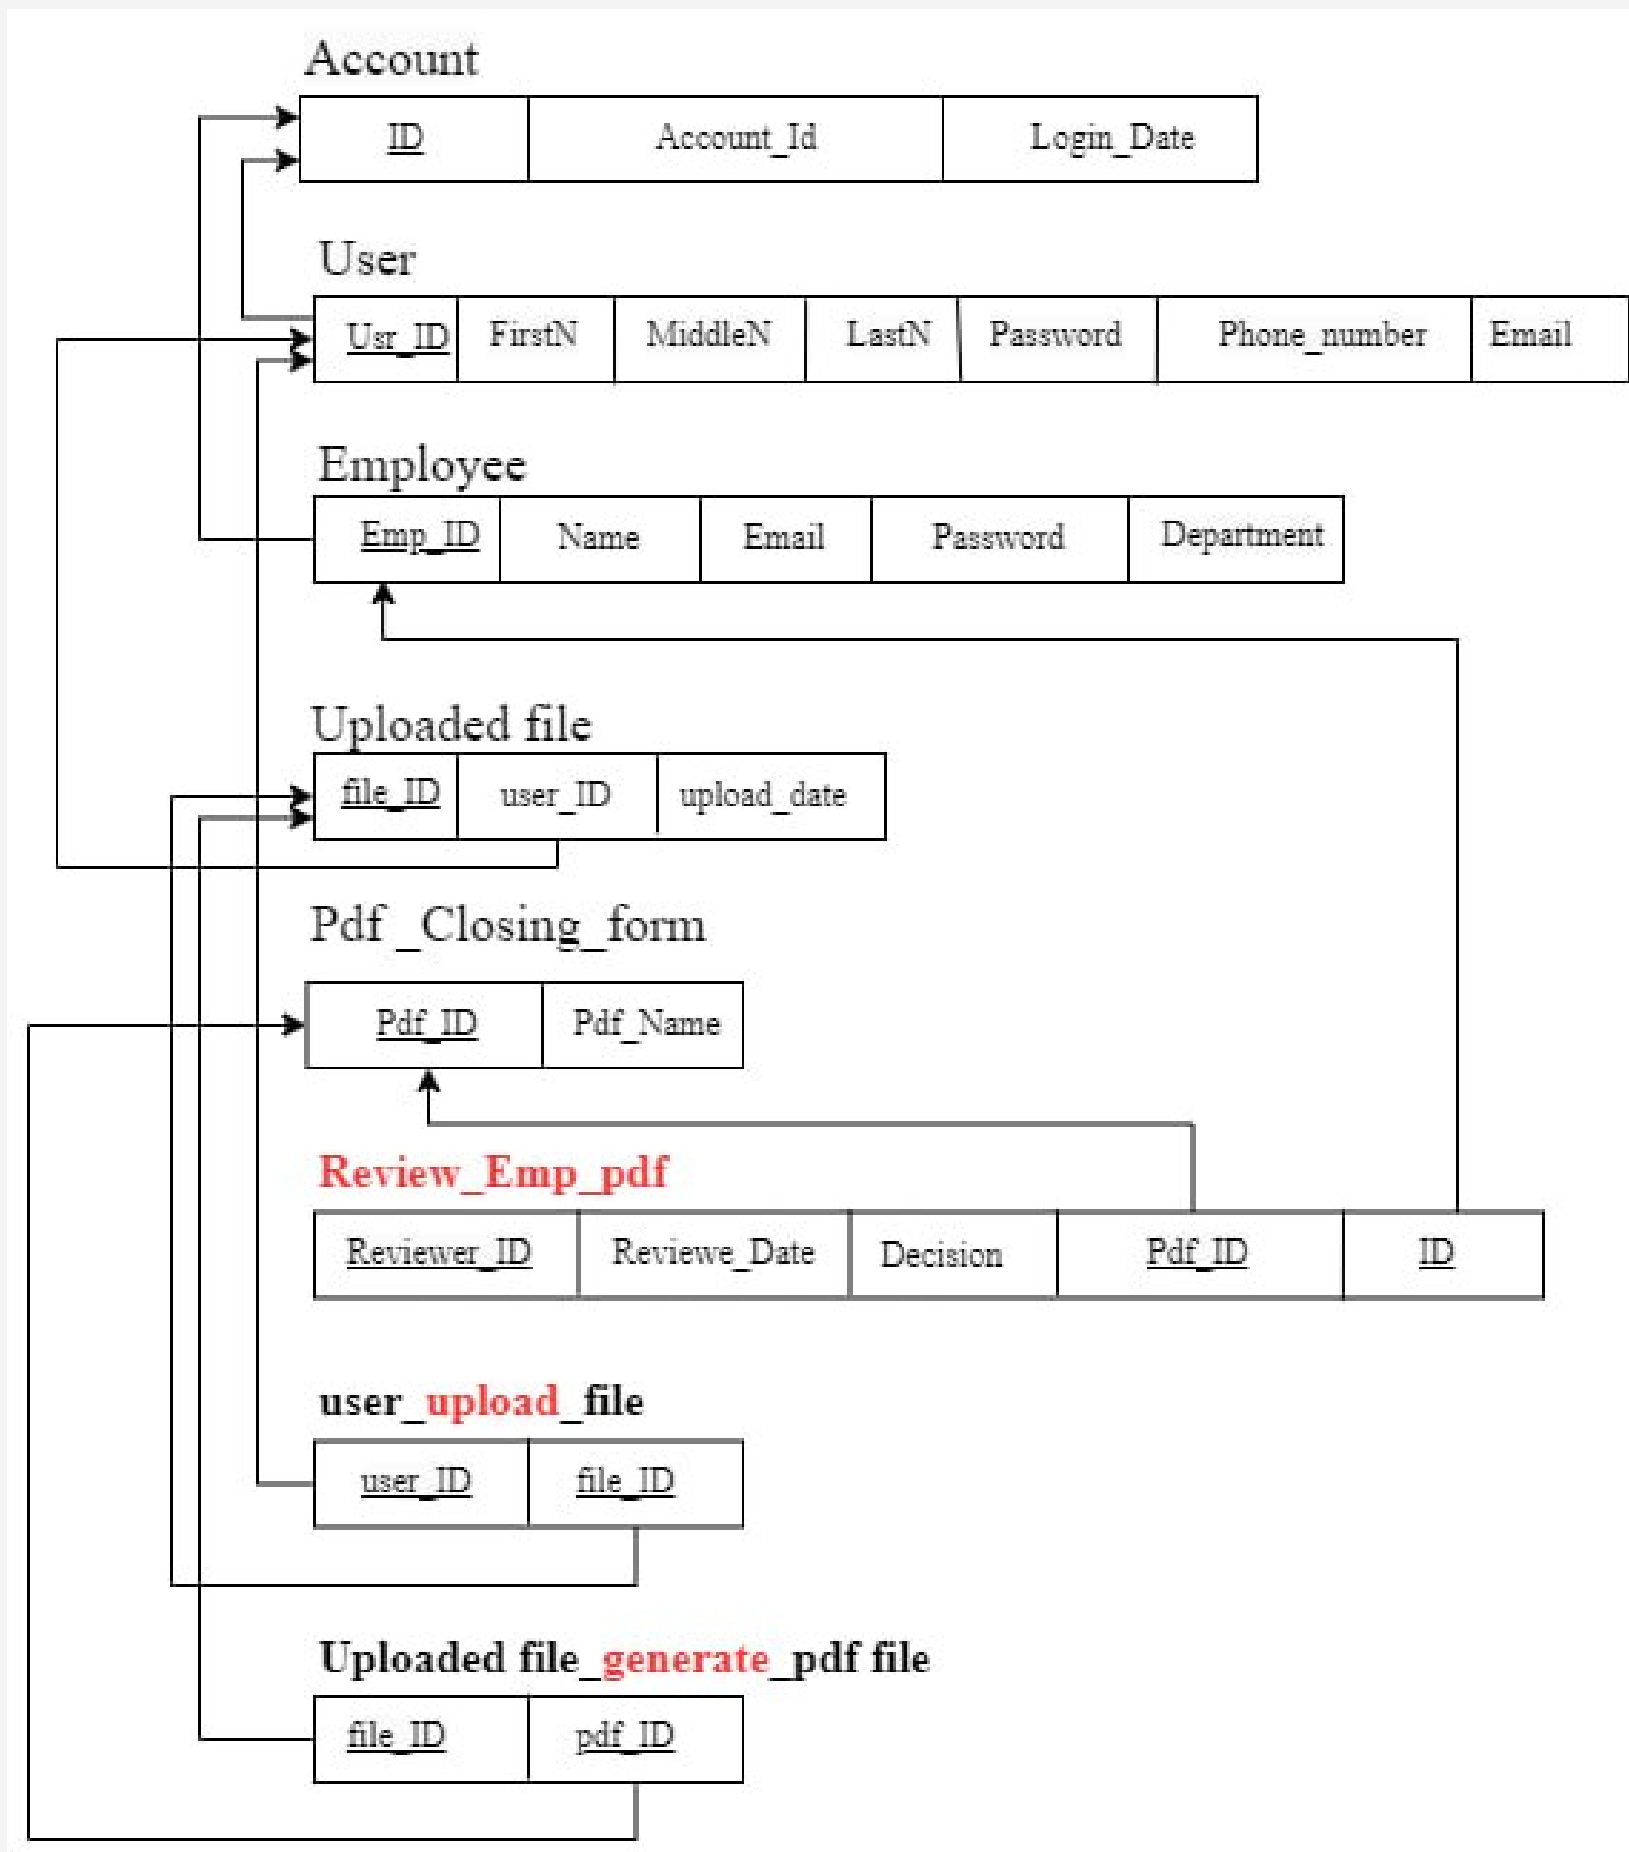 Account
ID Account_Id Login_Date
User
Usr_ID FirstN MiddleN LastN Password Phone_number Email
Employee
Emp_ID Name Email Password Department
Uploaded file
file_ID user_ID upload_date
Pdf _Closing_form
Pdf_ID Pdf_Name
Review_Emp_pdf
Reviewer_ID Reviewe_Date Decision Pdf_ID ID
user_upload_file
user_ID file_ID
Uploaded file_generate_pdf file
file_ID pdf_ID